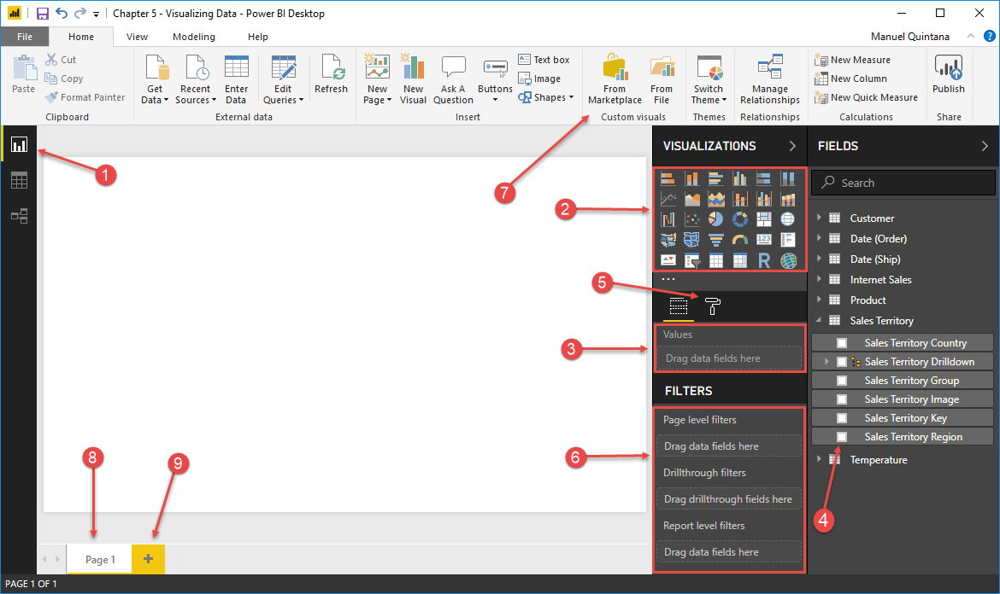 Chapter 5 - Visualizing Data - Power BI Desktop
File Home View Modeling Help Manuel Quintana ?
Paste
Cut
Copy
Format Painter
Clipboard
Get Data
Recent Sources
Enter Data
Edit Queries
Refresh
External data
New Page
New Visual
Ask A Question
Buttons
Text box
Image
Shapes
Insert
From Marketplace
From File
Custom visuals
Switch Theme
Themes
Manage Relationships
Relationships
New Measure
New Column
New Quick Measure
Calculations
Publish
Share
1
2
3
4
5
6
7
8
9
VISUALIZATIONS
123
R
...
Values
Drag data fields here
FILTERS
Page level filters
Drag data fields here
Drillthrough filters
Drag drillthrough fields here
Report level filters
Drag data fields here
FIELDS
Search
Customer
Date (Order)
Date (Ship)
Internet Sales
Product
Sales Territory
Sales Territory Country
Sales Territory Drilldown
Sales Territory Group
Sales Territory Image
Sales Territory Key
Sales Territory Region
Temperature
Page 1 +
PAGE 1 OF 1